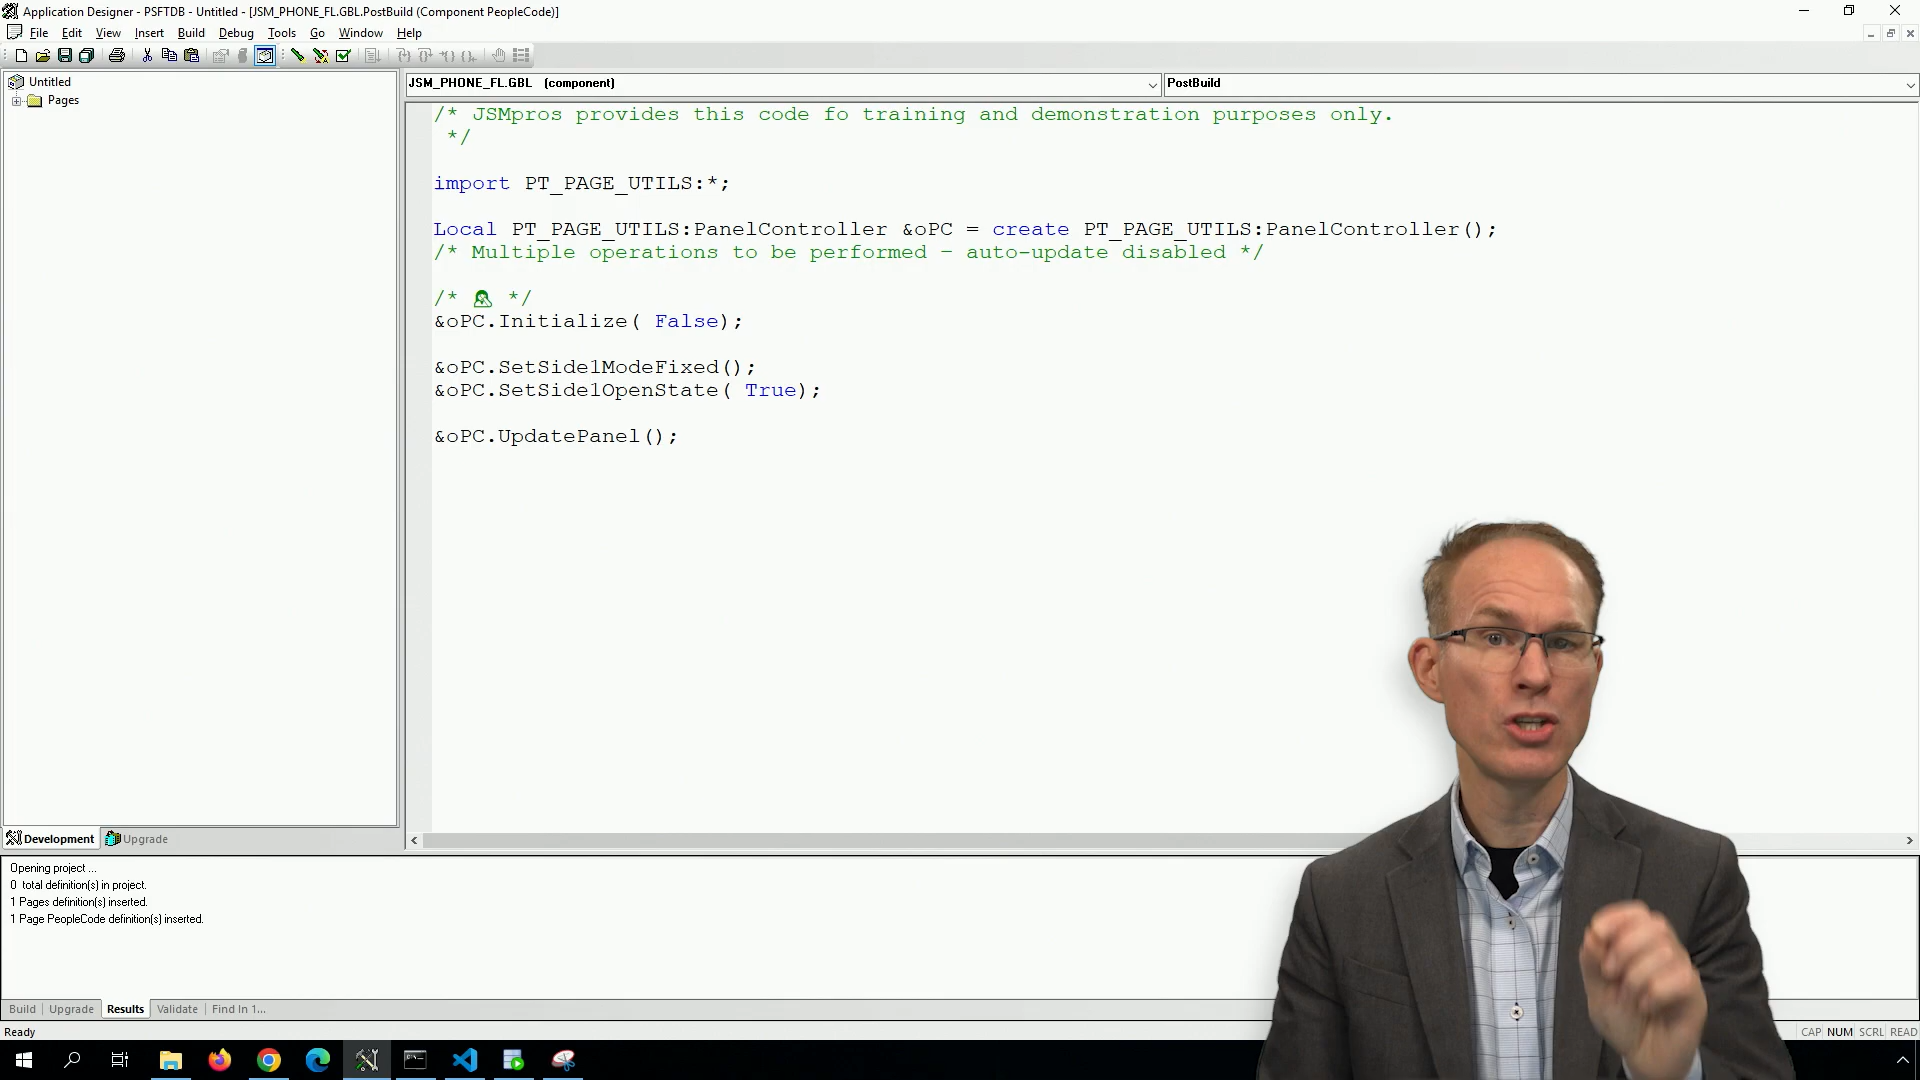 Application Designer - PSFTDB - Untitled - [JSM_PHONE_FL.GBL.PostBuild (Component PeopleCode)]
File Edit View Insert Build Debug Tools Go Window Help
Untitled
Pages
JSM_PHONE_FL.GBL (component)
PostBuild
/* JSMpros provides this code fo training and demonstration purposes only.
*/
import PT_PAGE_UTILS:*;
Local PT_PAGE_UTILS:PanelController &oPC = create PT_PAGE_UTILS:PanelController();
/* Multiple operations to be performed – auto-update disabled */
/* */
&oPC.Initialize( False);
&oPC.SetSide1ModeFixed();
&oPC.SetSide1OpenState( True);
&oPC.UpdatePanel();
Development Upgrade
Opening project ...
0 total definition(s) in project.
1 Pages definition(s) inserted.
1 Page PeopleCode definition(s) inserted.
Build Upgrade Results Validate Find In 1...
Ready
CAP NUM SCRL READ